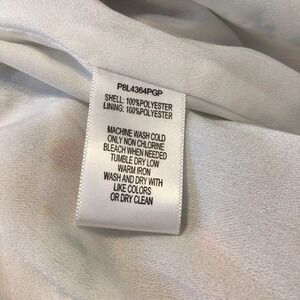 P8L4364PGP
SHELL: 100%POLYESTER
LINING: 100%POLYESTER
MACHINE WASH COLD
ONLY NON CHLORINE
BLEACH WHEN NEEDED
TUMBLE DRY LOW
WARM IRON
WASH AND DRY WITH
LIKE COLORS
OR DRY CLEAN